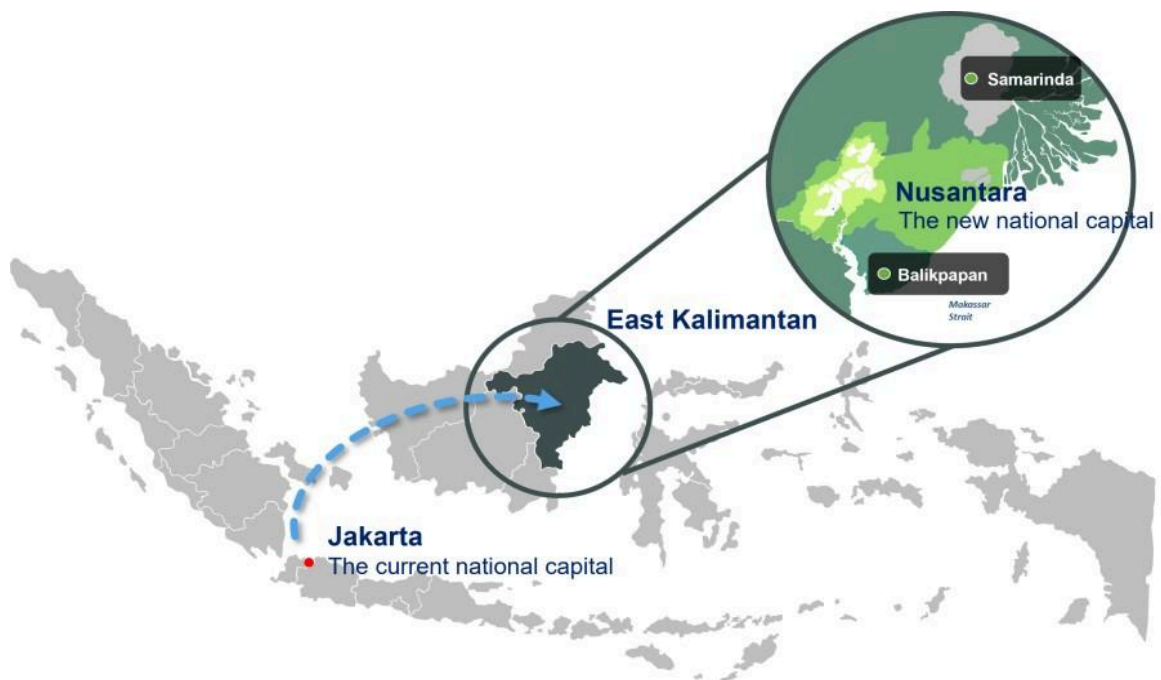 Samarinda
Nusantara
The new national capital
Balikpapan
Makassar
Strait
East Kalimantan
Jakarta
The current national capital